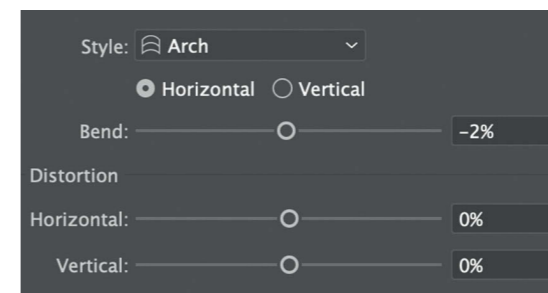 Style: Arch
Horizontal Vertical
Bend: -2%
Distortion
Horizontal: 0%
Vertical: 0%